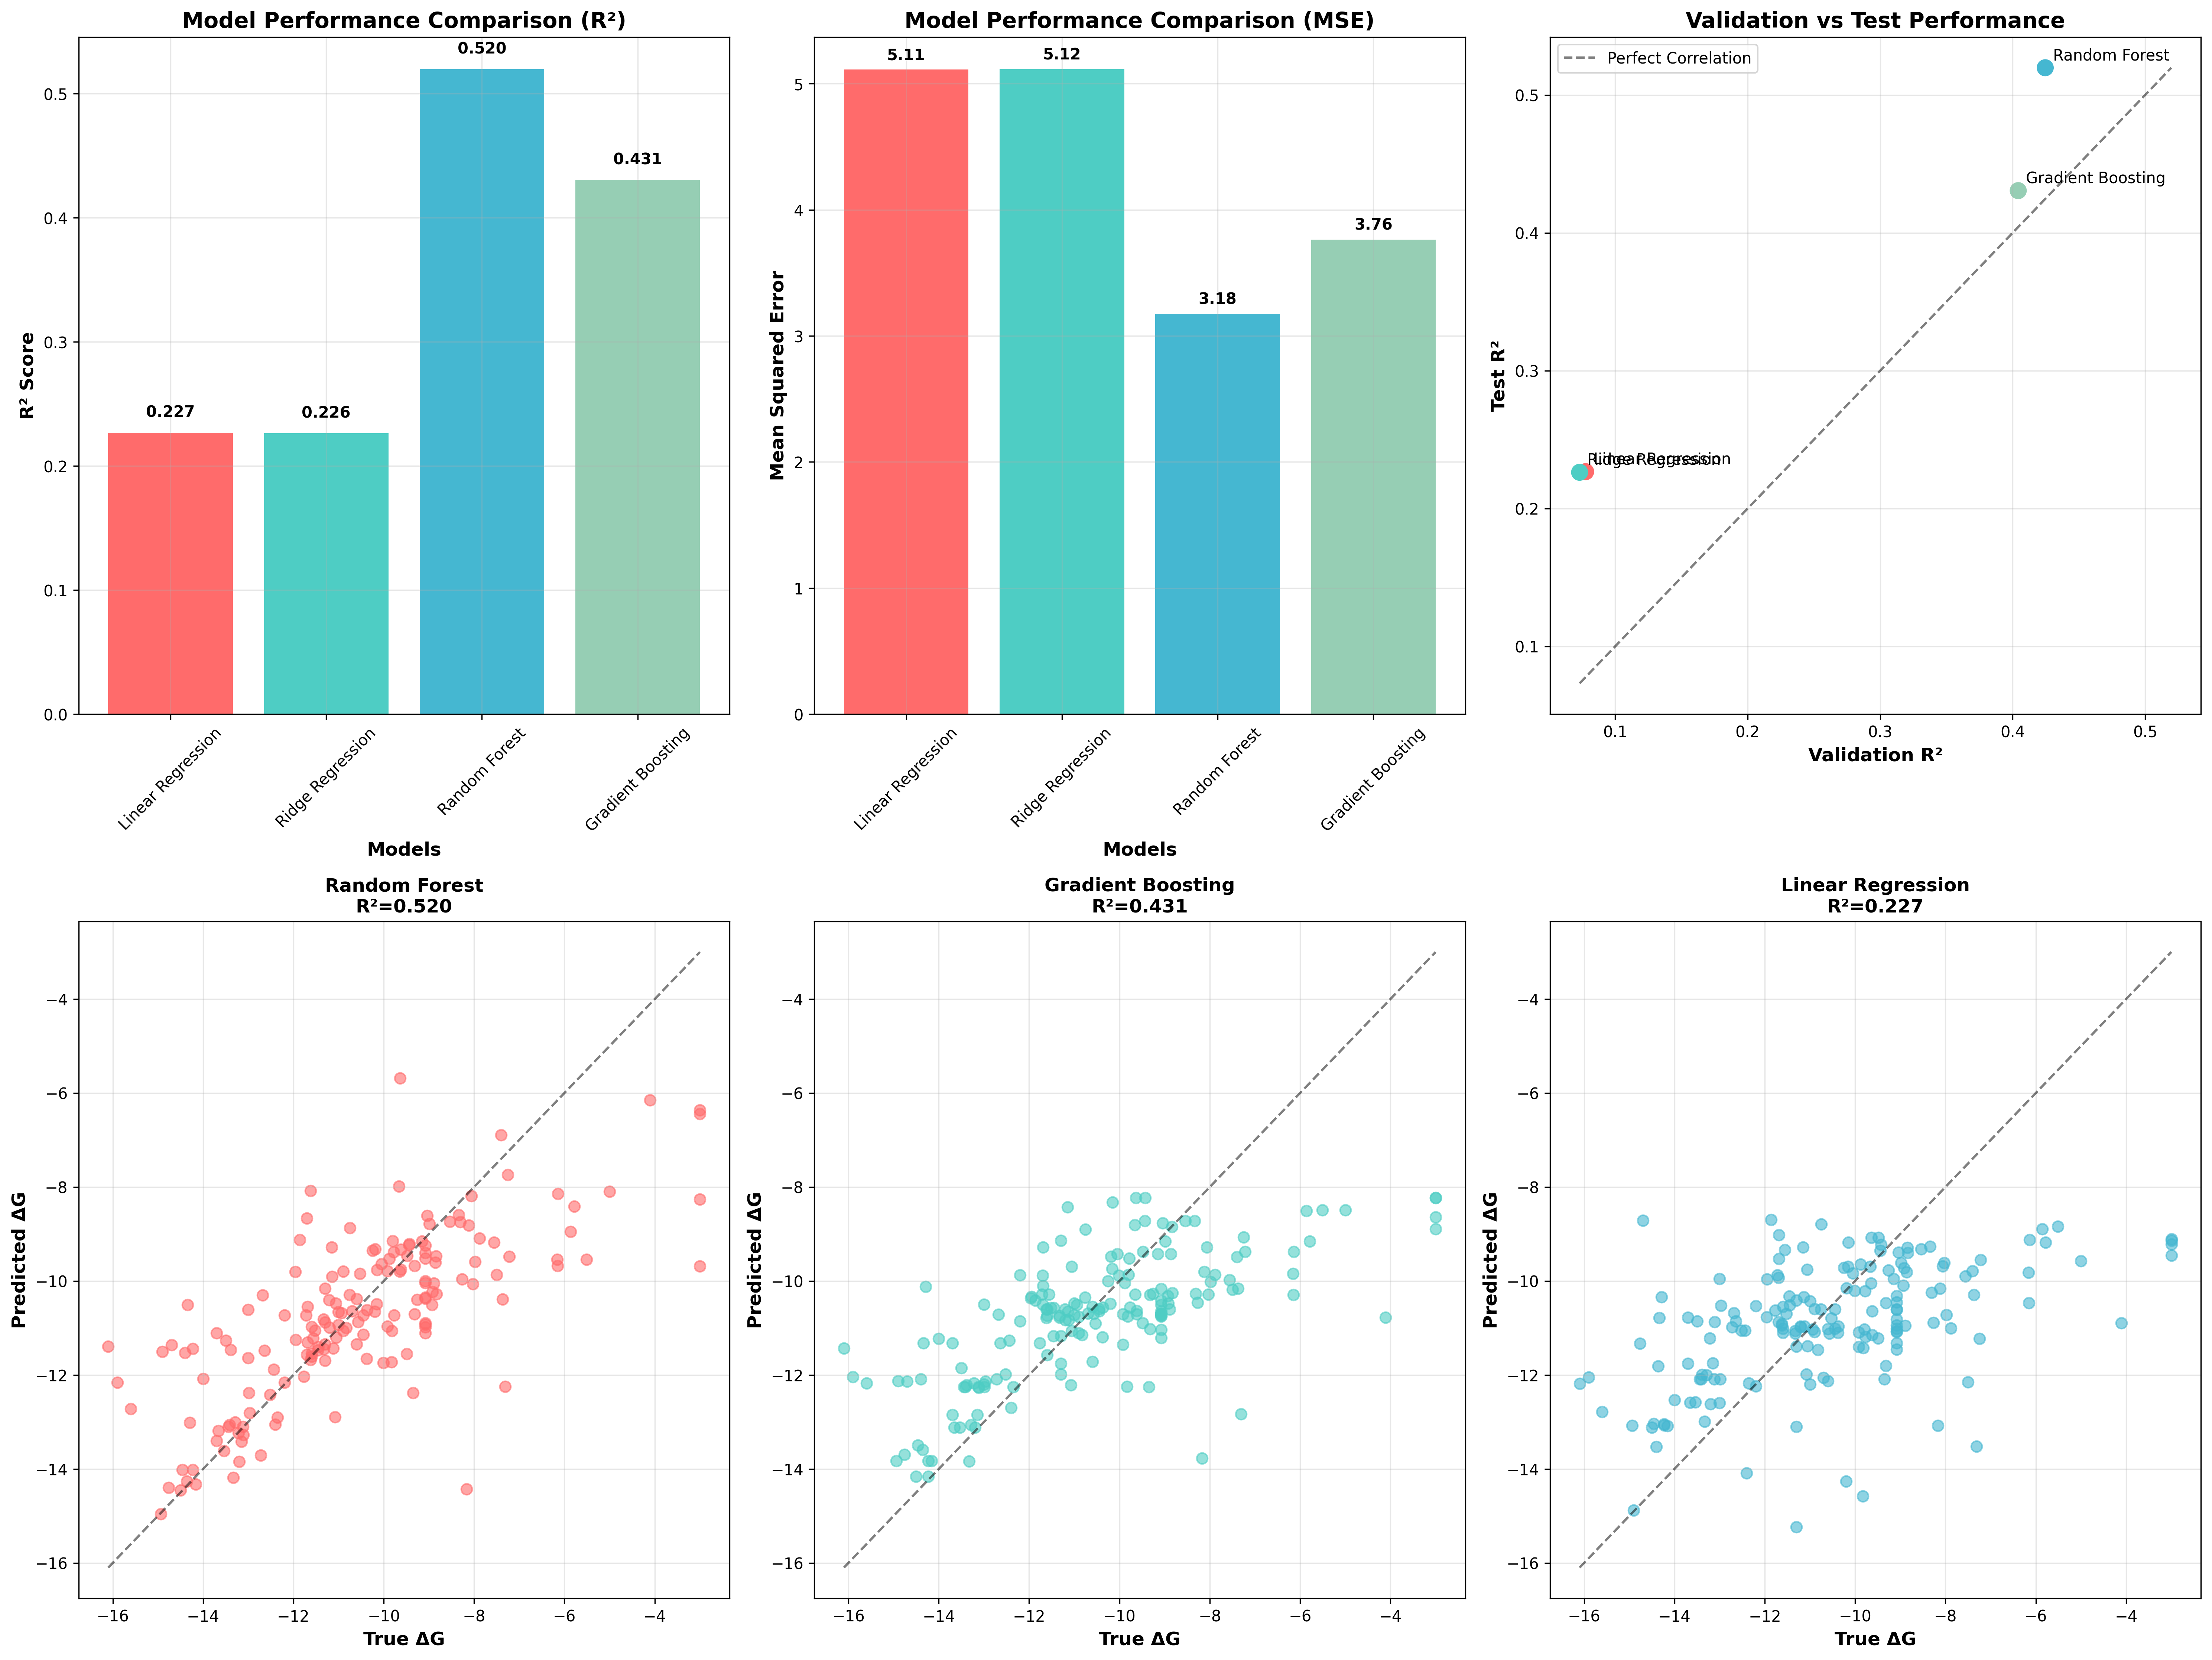 Model Performance Comparison (R²)
0.520
0.431
0.227
0.226
R² Score
0.5
0.4
0.3
0.2
0.1
0.0
Linear Regression
Ridge Regression
Random Forest
Gradient Boosting
Models
Model Performance Comparison (MSE)
5.11
5.12
3.18
3.76
Mean Squared Error
5
4
3
2
1
0
Linear Regression
Ridge Regression
Random Forest
Gradient Boosting
Models
Validation vs Test Performance
Perfect Correlation
Random Forest
Gradient Boosting
Ridge Regression
Linear Regression
Test R²
0.5
0.4
0.3
0.2
0.1
0.1 0.2 0.3 0.4 0.5
Validation R²
Random Forest
R²=0.520
Predicted ΔG
−4
−6
−8
−10
−12
−14
−16
−16 −14 −12 −10 −8 −6 −4
True ΔG
Gradient Boosting
R²=0.431
Predicted ΔG
−4
−6
−8
−10
−12
−14
−16
−16 −14 −12 −10 −8 −6 −4
True ΔG
Linear Regression
R²=0.227
Predicted ΔG
−4
−6
−8
−10
−12
−14
−16
−16 −14 −12 −10 −8 −6 −4
True ΔG